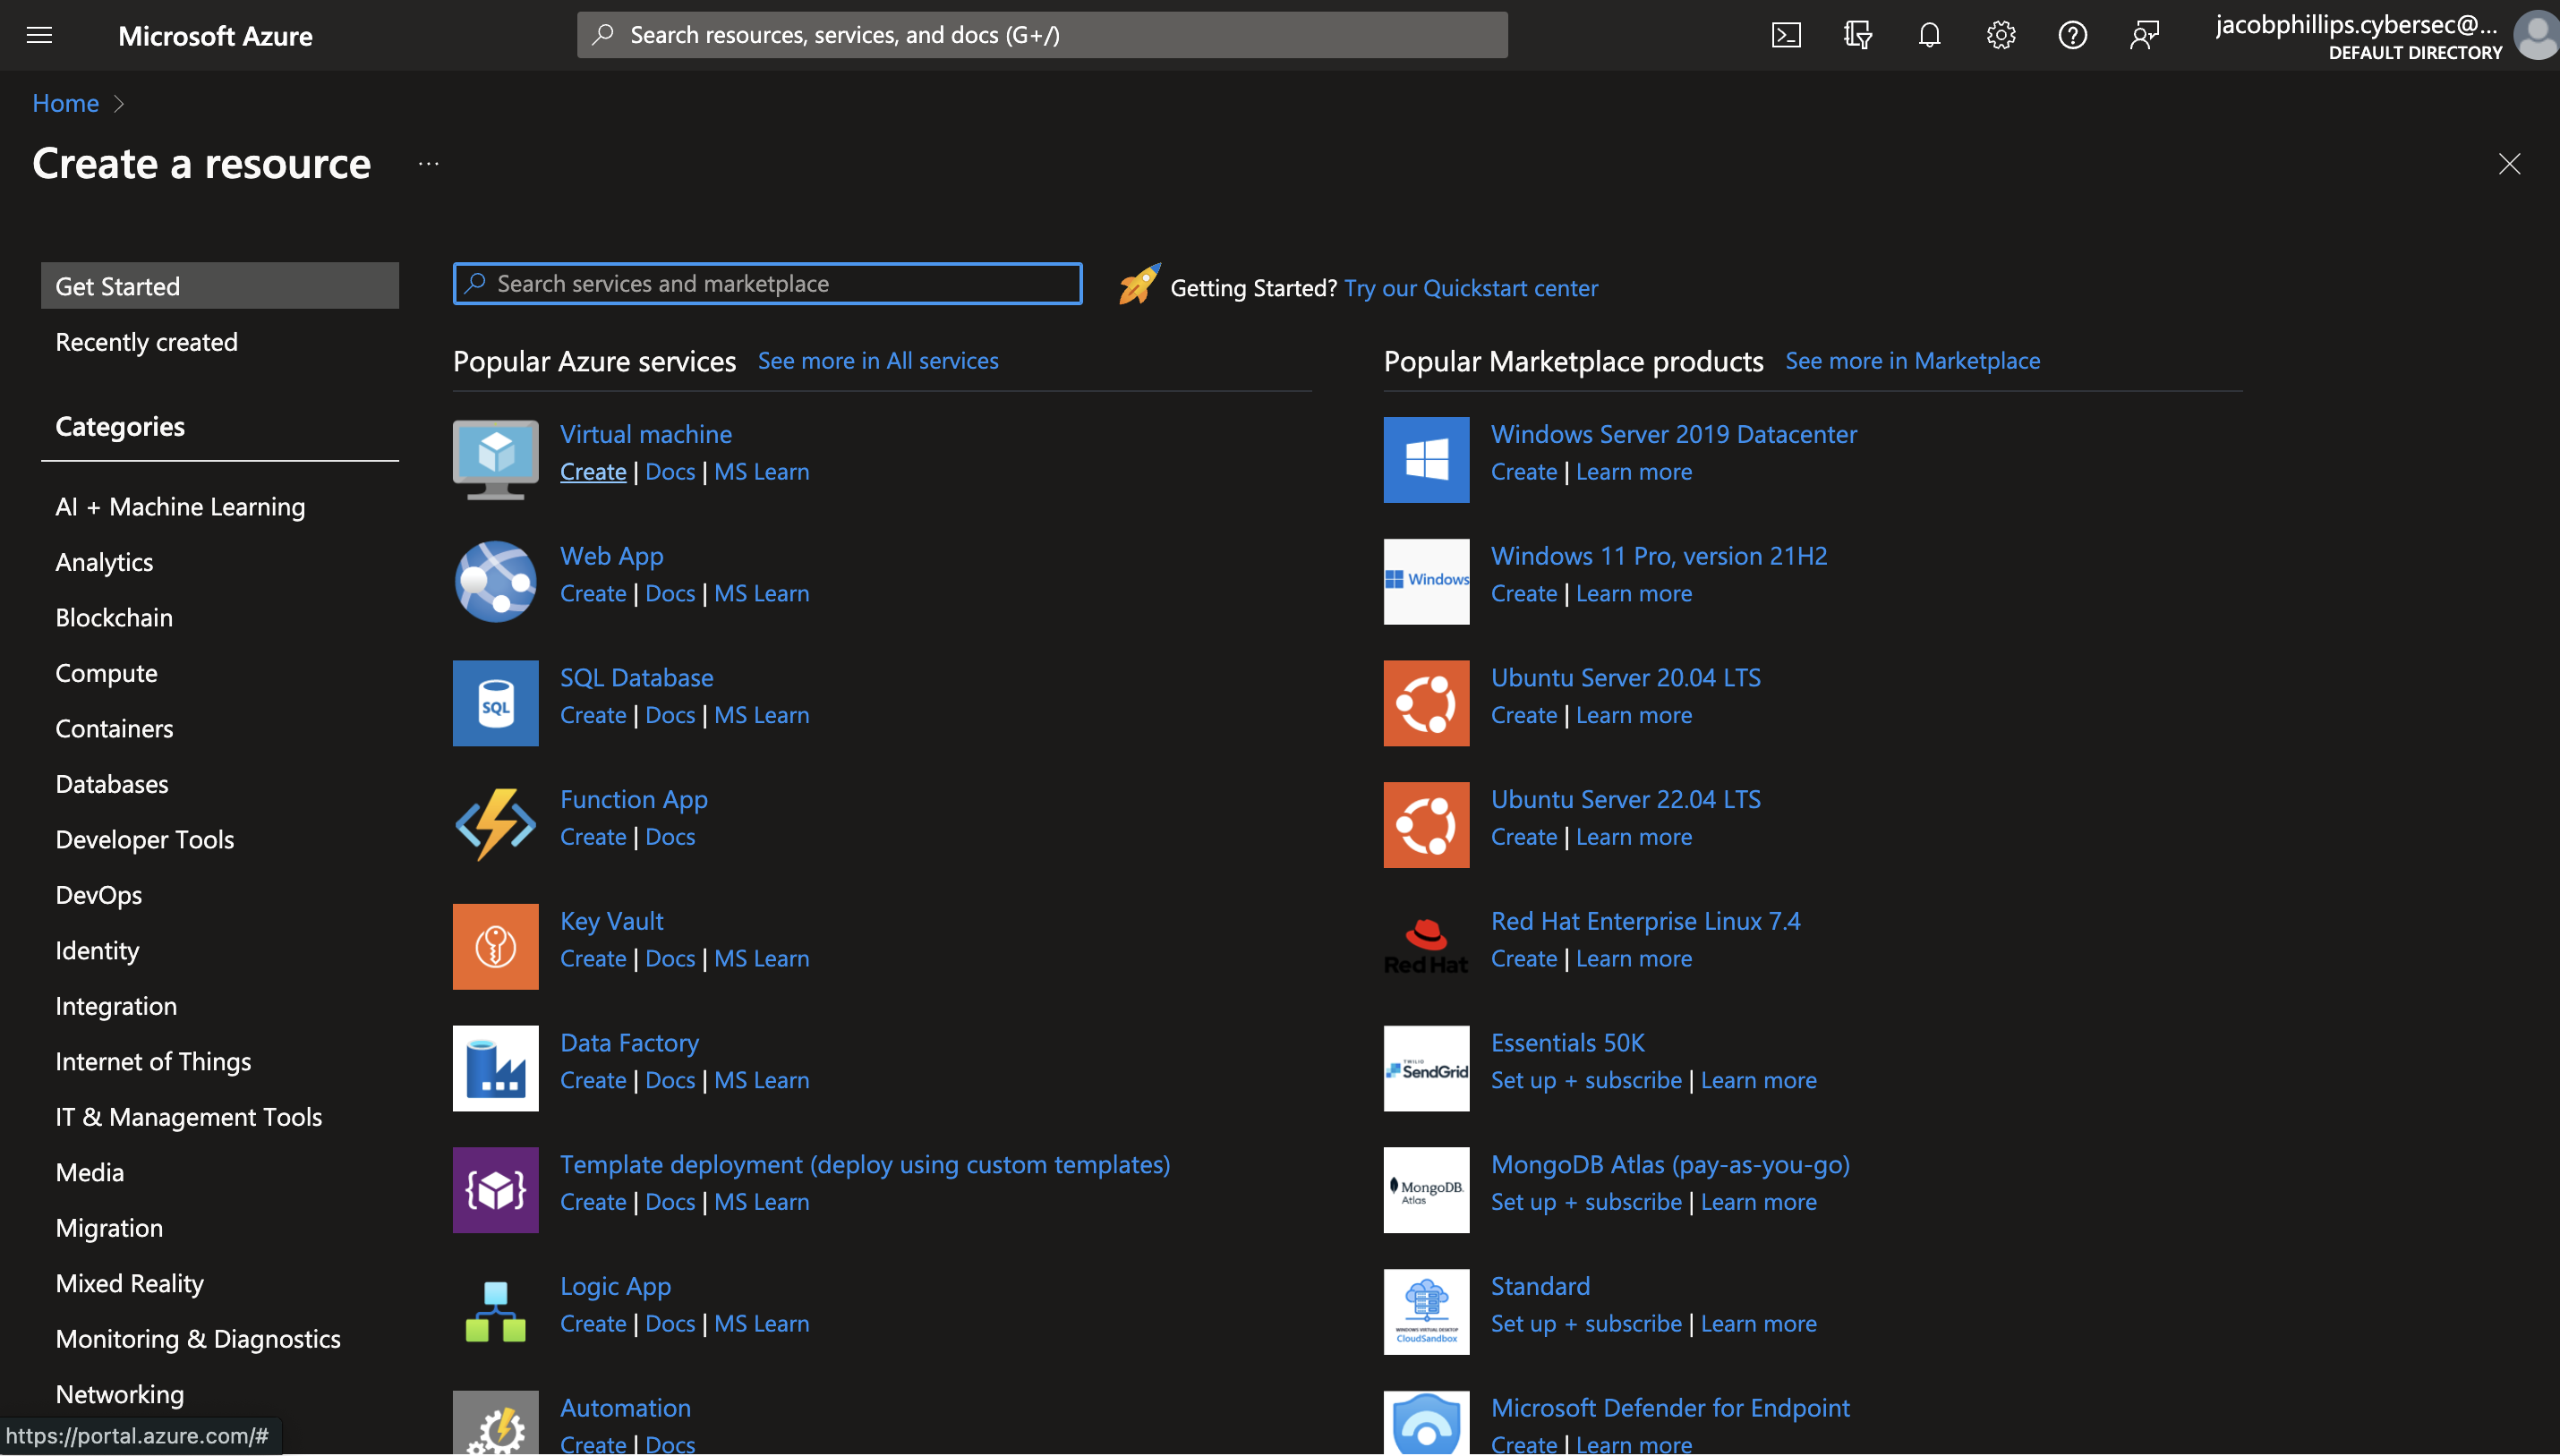 Microsoft Azure
Search resources, services, and docs (G+/)
jacobphillips.cybersec@...
DEFAULT DIRECTORY
Home
Create a resource
...
Get Started
Recently created
Categories
AI + Machine Learning
Analytics
Blockchain
Compute
Containers
Databases
Developer Tools
DevOps
Identity
Integration
Internet of Things
IT & Management Tools
Media
Migration
Mixed Reality
Monitoring & Diagnostics
Networking
https://portal.azure.com/#
Search services and marketplace
Getting Started? Try our Quickstart center
Popular Azure services See more in All services
Virtual machine
Create | Docs | MS Learn
Web App
Create | Docs | MS Learn
SQL
SQL Database
Create | Docs | MS Learn
Function App
Create | Docs
Key Vault
Create | Docs | MS Learn
Data Factory
Create | Docs | MS Learn
Template deployment (deploy using custom templates)
Create | Docs | MS Learn
Logic App
Create | Docs | MS Learn
Automation
Create | Docs
Popular Marketplace products See more in Marketplace
Windows Server 2019 Datacenter
Create | Learn more
Windows
Windows 11 Pro, version 21H2
Create | Learn more
Ubuntu Server 20.04 LTS
Create | Learn more
Ubuntu Server 22.04 LTS
Create | Learn more
Red Hat
Red Hat Enterprise Linux 7.4
Create | Learn more
TWILIO
SendGrid
Essentials 50K
Set up + subscribe | Learn more
MongoDB.
Atlas
MongoDB Atlas (pay-as-you-go)
Set up + subscribe | Learn more
WINDOWS VIRTUAL DESKTOP
CloudSandbox
Standard
Set up + subscribe | Learn more
Microsoft Defender for Endpoint
Create | Learn more